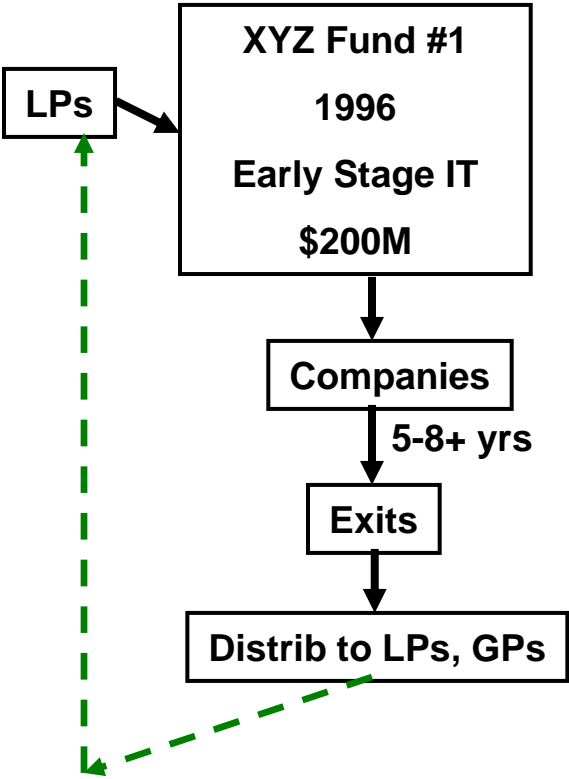 LPs
XYZ Fund #1
1996
Early Stage IT
$200M
Companies
5-8+ yrs
Exits
Distrib to LPs, GPs